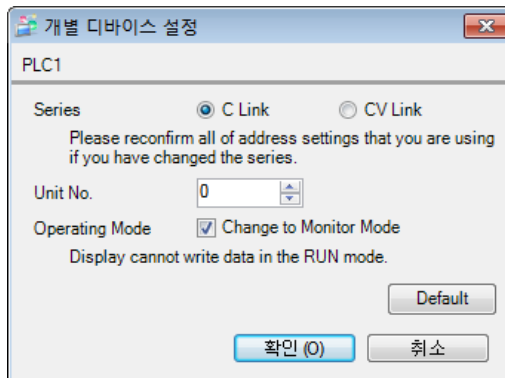 개별 디바이스 설정
PLC1
Series C Link CV Link
Please reconfirm all of address settings that you are using
if you have changed the series.
Unit No. 0
Operating Mode Change to Monitor Mode
Display cannot write data in the RUN mode.
Default
확인 (O) 취소